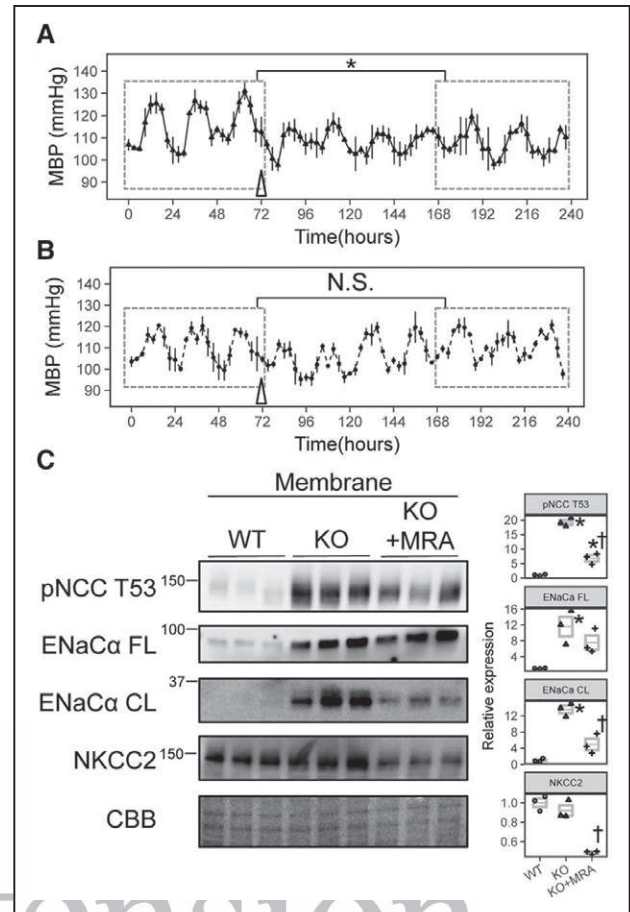 A
MBP (mmHg)
140
130
120
110
100
90
*
0 24 48 72 96 120 144 168 192 216 240
Time(hours)
B
MBP (mmHg)
140
130
120
110
100
90
N.S.
0 24 48 72 96 120 144 168 192 216 240
Time(hours)
C
Membrane
WT KO KO
+MRA
pNCC T53 150
ENaCα FL 100
ENaCα CL 37
NKCC2 150
CBB
Relative expression
pNCC T53
20
15
10
5
0
*
*†
ENaCa FL
16
12
8
4
*
ENaCa CL
12
8
4
0
*
†
NKCC2
1.0
0.8
0.6
†
WT KO KO+MRA
tension